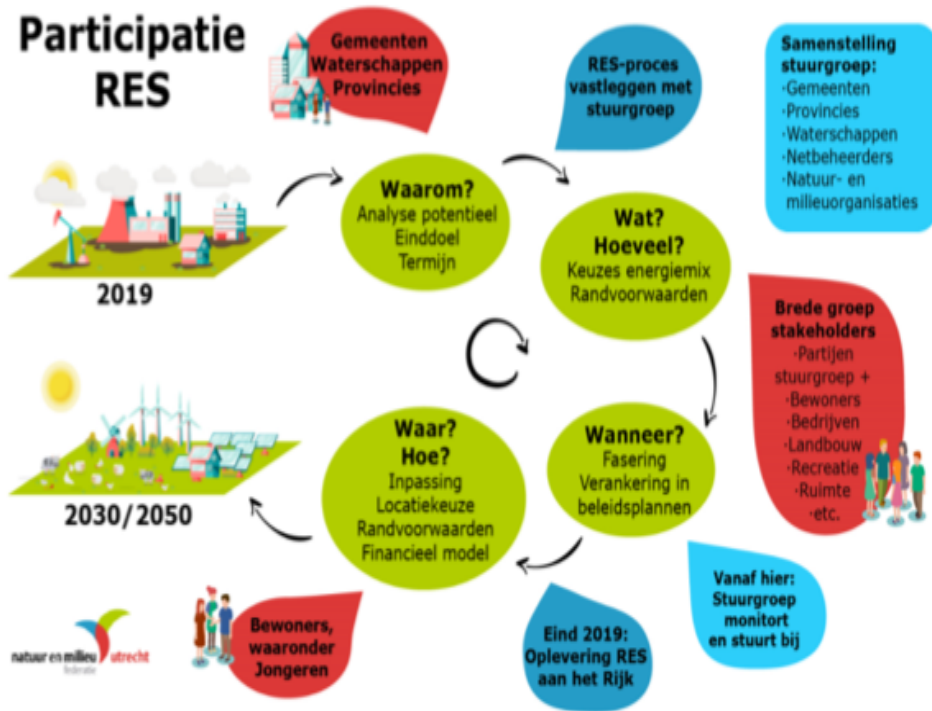 Participatie
RES
Gemeenten
Waterschappen
Provincies
RES-proces
vastleggen met
stuurgroep
Samenstelling
stuurgroep:
·Gemeenten
·Provincies
·Waterschappen
·Netbeheerders
·Natuur- en
milieuorganisaties
Waarom?
Analyse potentieel
Einddoel
Termijn
2019
Wat?
Hoeveel?
Keuzes energiemix
Randvoorwaarden
Brede groep
stakeholders
·Partijen
stuurgroep +
·Bewoners
·Bedrijven
·Landbouw
·Recreatie
·Ruimte
·etc.
Wanneer?
Fasering
Verankering in
beleidsplannen
Waar?
Hoe?
Inpassing
Locatiekeuze
Randvoorwaarden
Financieel model
2030/2050
Vanaf hier:
Stuurgroep
monitort
en stuurt bij
Eind 2019:
Oplevering RES
aan het Rijk
Bewoners,
waaronder
Jongeren
natuur en milieu utrecht
federatie